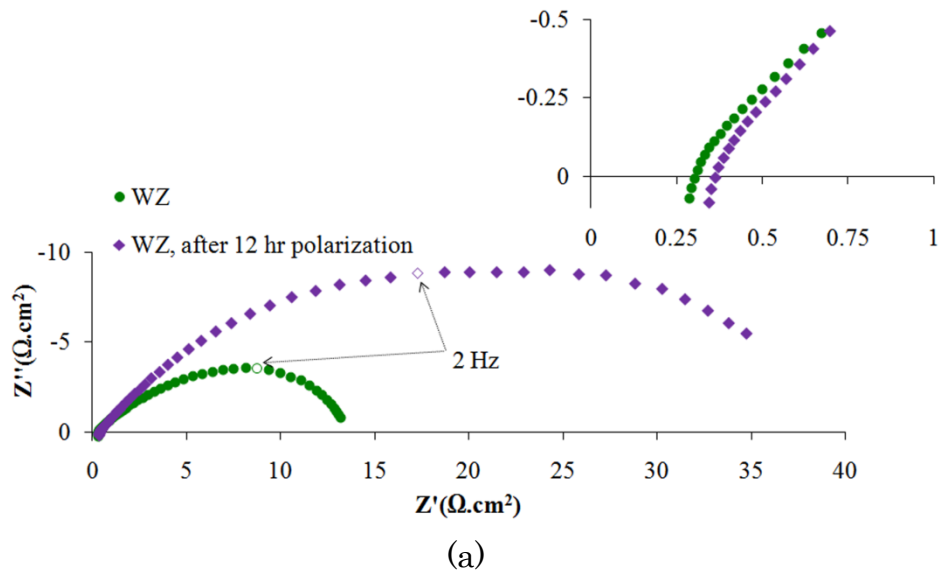 -0.5
-0.25
0
0 0.25 0.5 0.75 1
WZ
WZ, after 12 hr polarization
-10
-5
0
Z''(Ω.cm²)
2 Hz
0 5 10 15 20 25 30 35 40
Z'(Ω.cm²)
(a)